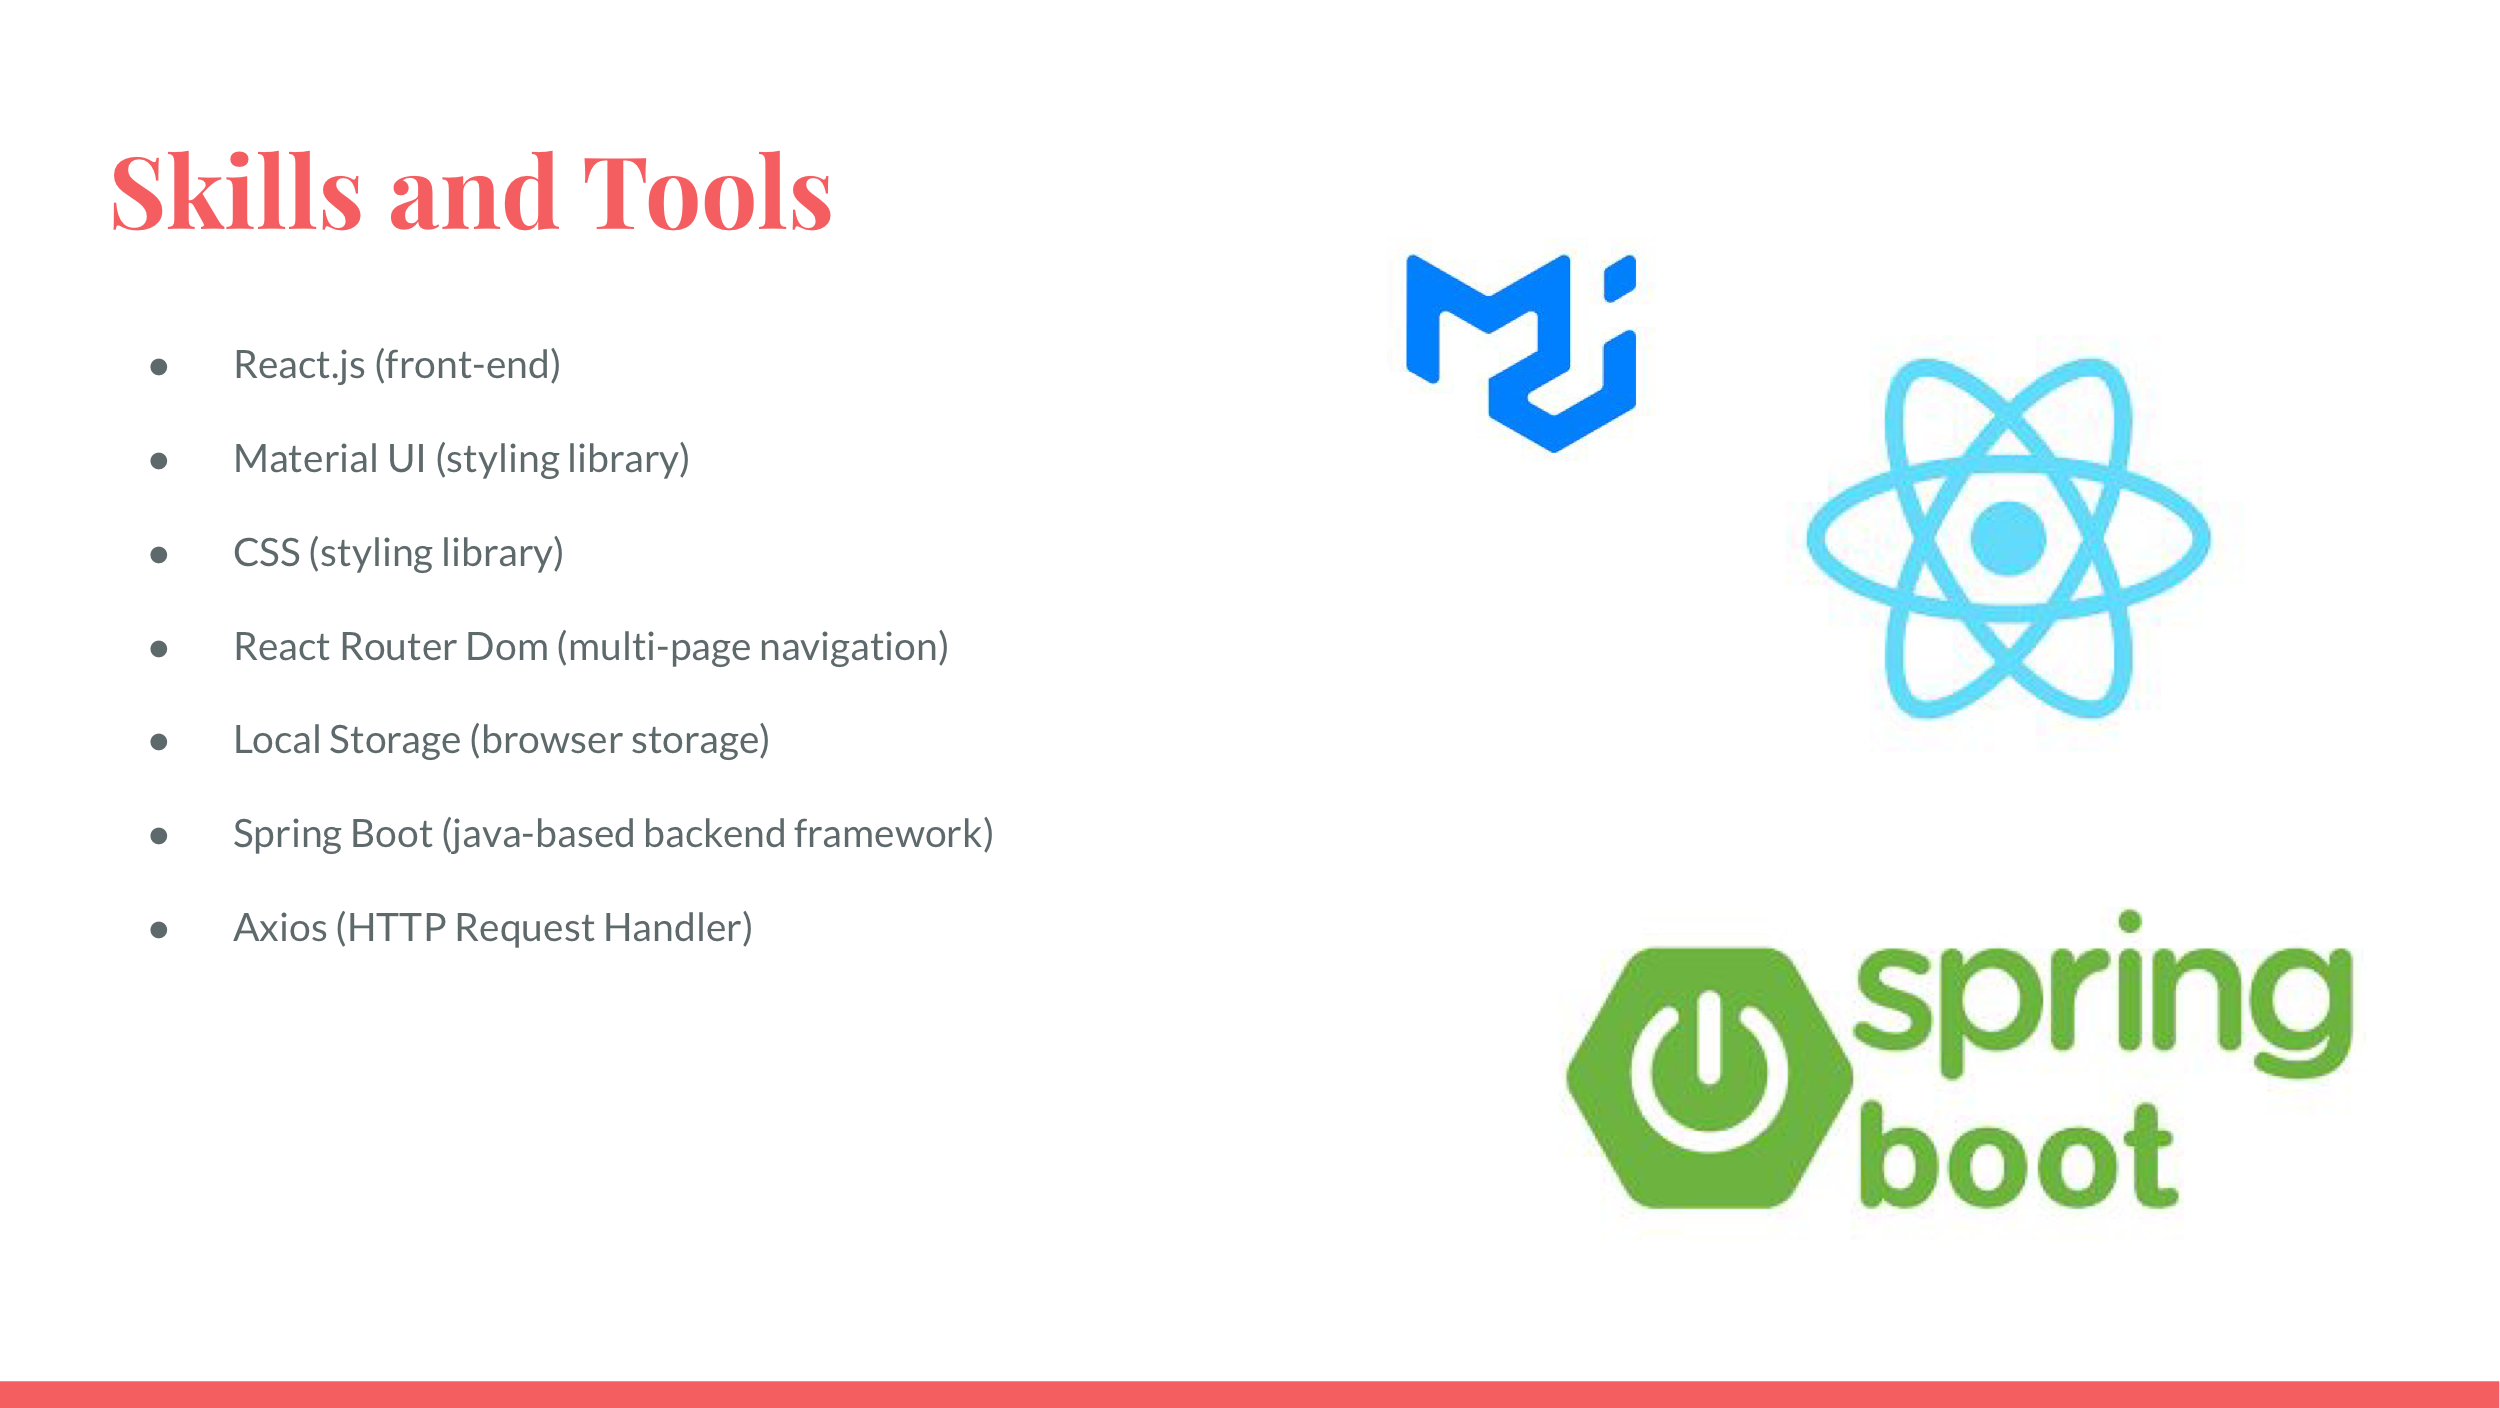 Skills and Tools
● React.js (front-end)
● Material UI (styling library)
● CSS (styling library)
● React Router Dom (multi-page navigation)
● Local Storage (browser storage)
● Spring Boot (java-based backend framework)
● Axios (HTTP Request Handler)
spring
boot